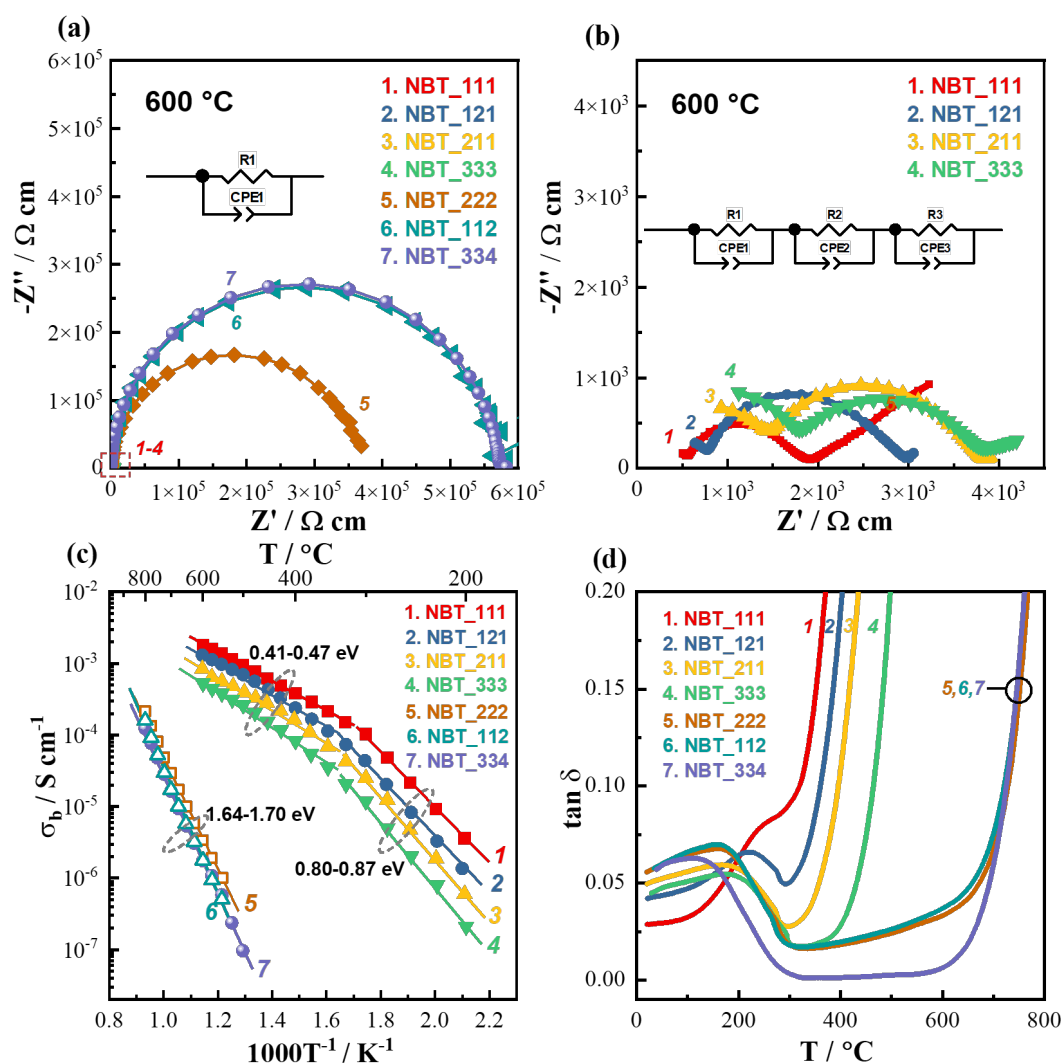 (a)
6×10⁵
5×10⁵
4×10⁵
3×10⁵
2×10⁵
1×10⁵
0
-Z'' / Ω cm
600 °C
1. NBT_111
2. NBT_121
3. NBT_211
4. NBT_333
5. NBT_222
6. NBT_112
7. NBT_334
R1
CPE1
7
6
5
1-4
0 1×10⁵ 2×10⁵ 3×10⁵ 4×10⁵ 5×10⁵ 6×10⁵
Z' / Ω cm
(b)
4×10³
3×10³
2×10³
1×10³
0
-Z'' / Ω cm
600 °C
1. NBT_111
2. NBT_121
3. NBT_211
4. NBT_333
R1 R2 R3
CPE1 CPE2 CPE3
4
3
2
1
0 1×10³ 2×10³ 3×10³ 4×10³
Z' / Ω cm
(c)
T / °C
800 600 400 200
10⁻²
10⁻³
10⁻⁴
10⁻⁵
10⁻⁶
10⁻⁷
σb / S cm⁻¹
1. NBT_111
2. NBT_121
3. NBT_211
4. NBT_333
5. NBT_222
6. NBT_112
7. NBT_334
0.41-0.47 eV
1.64-1.70 eV
0.80-0.87 eV
1
2
3
4
5
6
7
0.8 1.0 1.2 1.4 1.6 1.8 2.0 2.2
1000T⁻¹ / K⁻¹
(d)
0.20
0.15
0.10
0.05
0.00
tan δ
1. NBT_111
2. NBT_121
3. NBT_211
4. NBT_333
5. NBT_222
6. NBT_112
7. NBT_334
1 2 3 4
5,6,7
0 200 400 600 800
T / °C